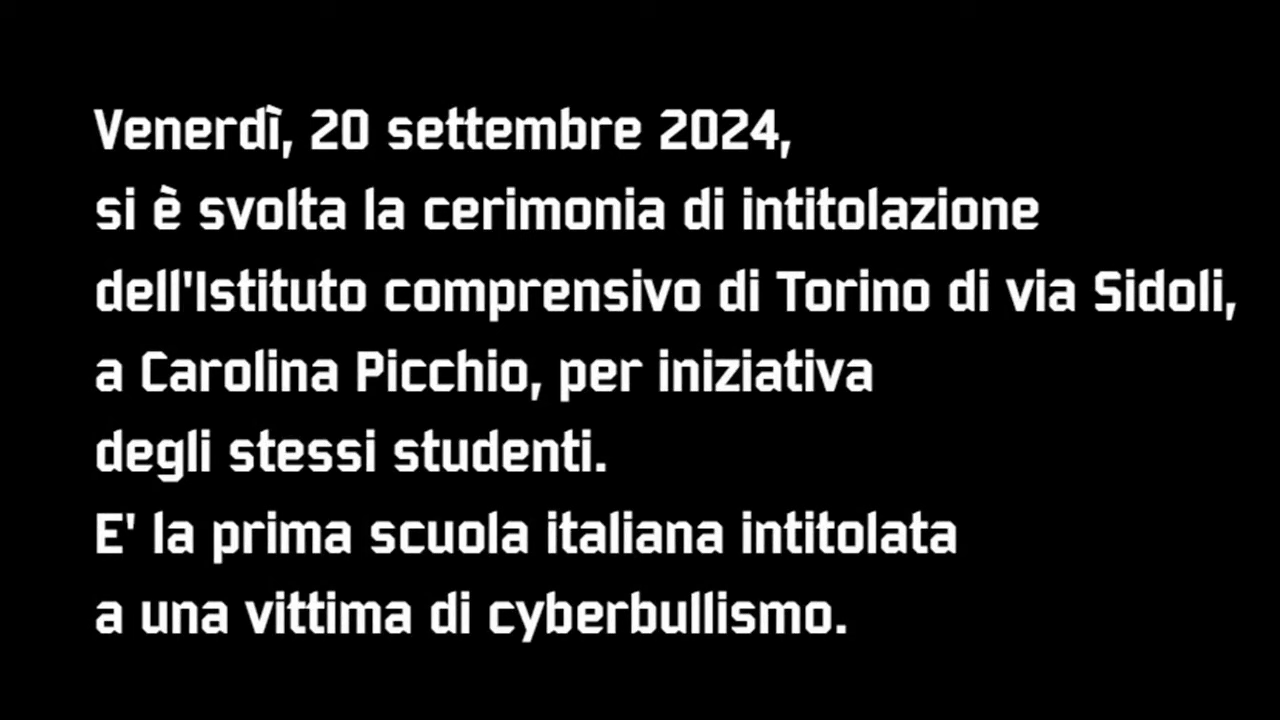 Venerdì, 20 settembre 2024,
si è svolta la cerimonia di intitolazione
dell'Istituto comprensivo di Torino di via Sidoli,
a Carolina Picchio, per iniziativa
degli stessi studenti.
E' la prima scuola italiana intitolata
a una vittima di cyberbullismo.